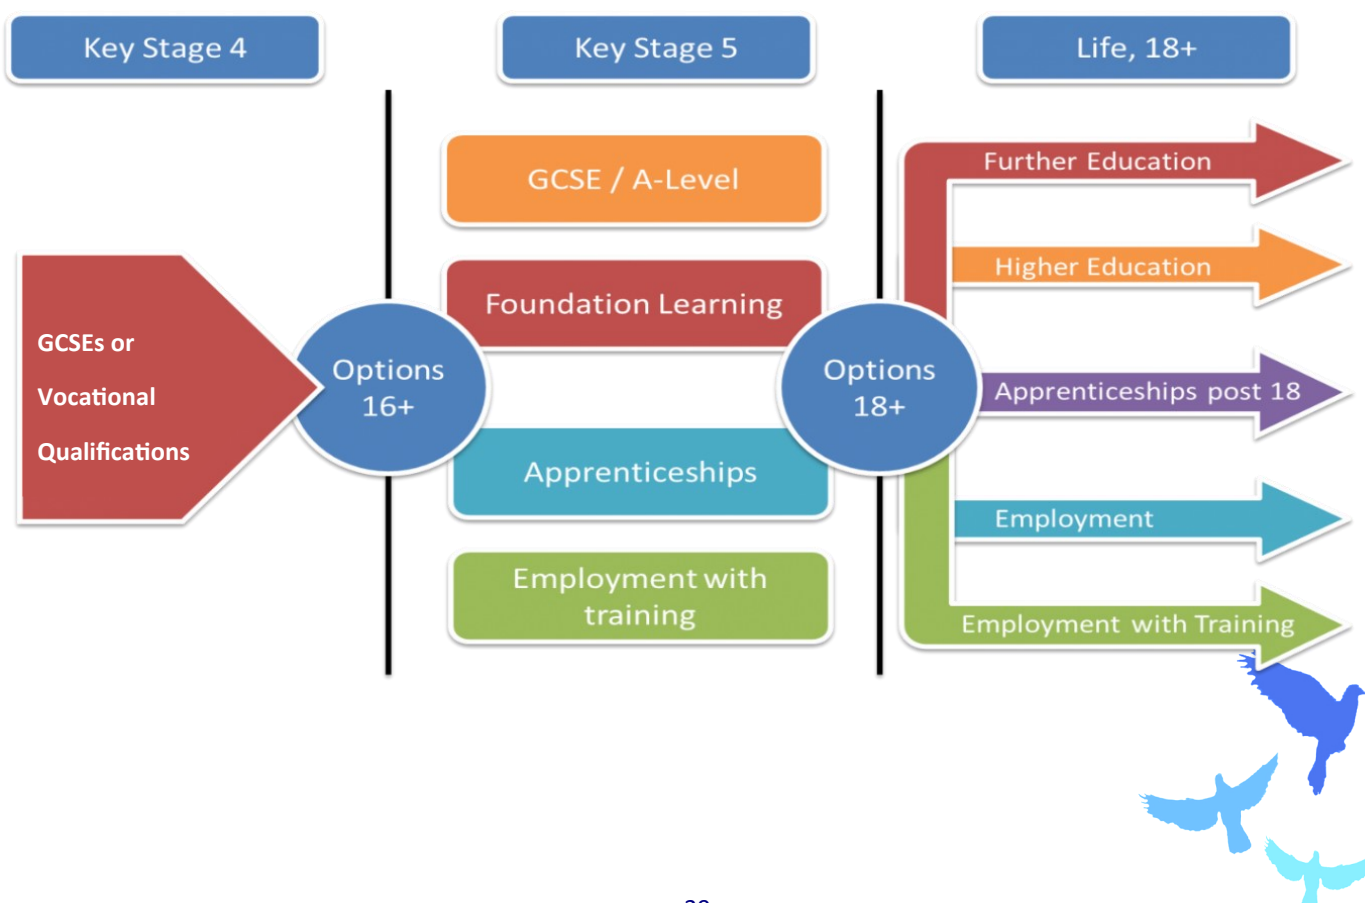 Key Stage 4
Key Stage 5
Life, 18+
GCSEs or
Vocational
Qualifications
Options
16+
GCSE / A-Level
Foundation Learning
Apprenticeships
Employment with
training
Options
18+
Further Education
Higher Education
Apprenticeships post 18
Employment
Employment with Training